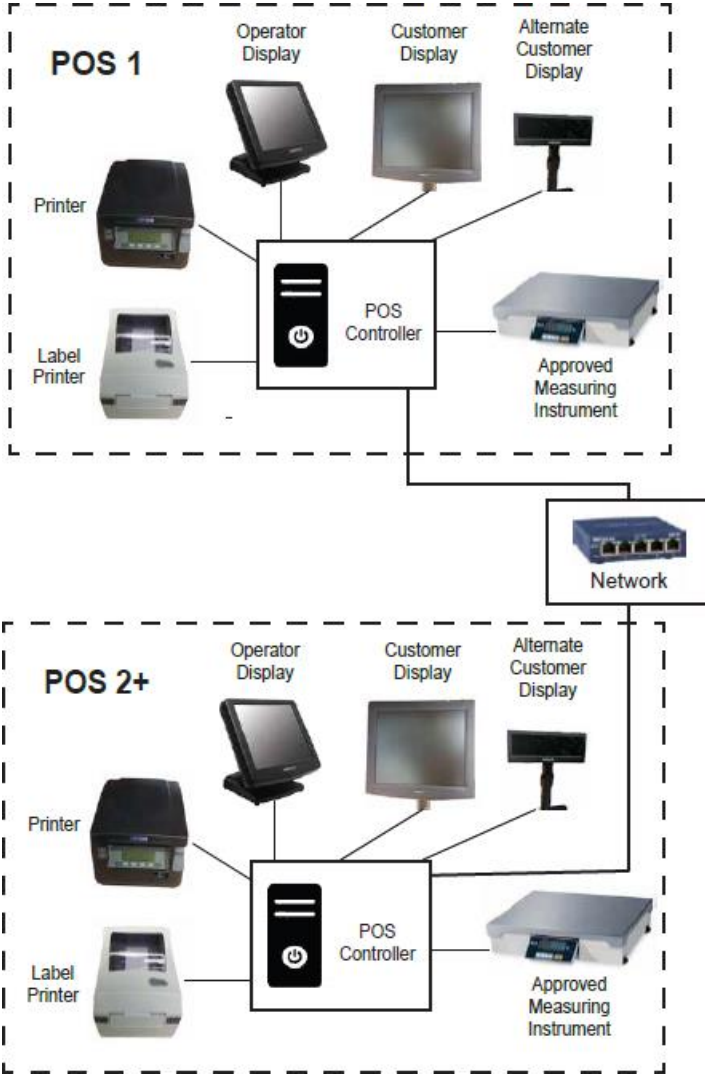 POS 1
Operator
Display
Customer
Display
Alternate
Customer
Display
Printer
POS
Controller
Label
Printer
Approved
Measuring
Instrument
Network
POS 2+
Operator
Display
Customer
Display
Alternate
Customer
Display
Printer
POS
Controller
Label
Printer
Approved
Measuring
Instrument